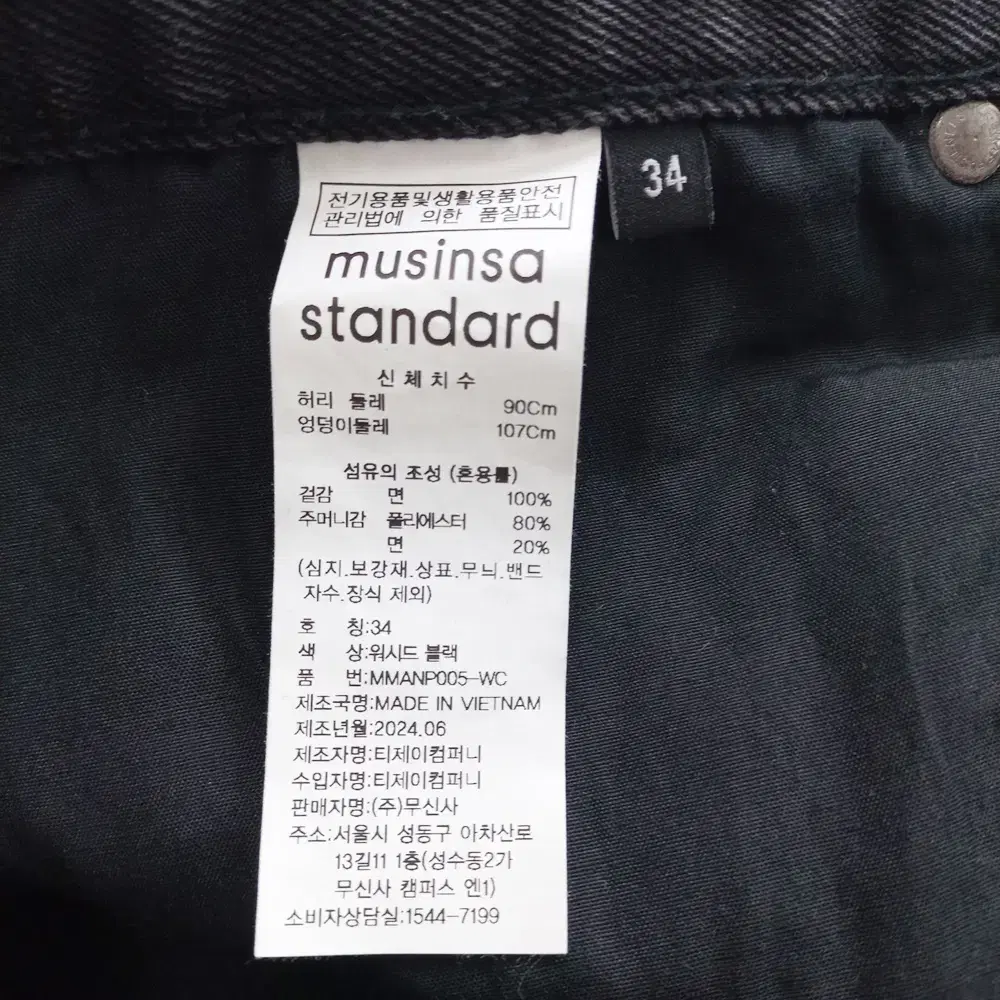 34
전기용품및생활용품안전
관리법에 의한 품질표시
musinsa
standard
신체치수
허리 둘레 90Cm
엉덩이둘레 107Cm
섬유의 조성 (혼용률)
겉감 면 100%
주머니감 폴리에스터 80%
면 20%
(심지.보강재.상표.무늬.밴드
자수.장식 제외)
호 칭:34
색 상:워시드 블랙
품 번:MMANP005-WC
제조국명:MADE IN VIETNAM
제조년월:2024.06
제조자명:티제이컴퍼니
수입자명:티제이컴퍼니
판매자명:(주)무신사
주소:서울시 성동구 아차산로
13길11 1층(성수동2가
무신사 캠퍼스 엔1)
소비자상담실:1544-7199